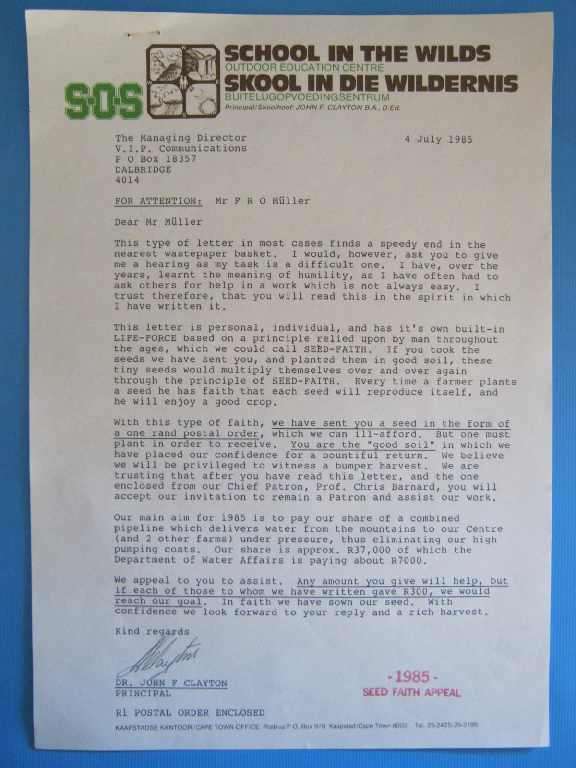 S·O·S
SCHOOL IN THE WILDS
OUTDOOR EDUCATION CENTRE
SKOOL IN DIE WILDERNIS
BUITELUGOPVOEDINGSENTRUM
Principal/Skoolhoof: JOHN F. CLAYTON B.A., D.Ed.
The Managing Director
4 July 1985
V.I.P. Communications
P O Box 18357
DALBRIDGE
4014
FOR ATTENTION: Mr F R O Müller
Dear Mr Müller
This type of letter in most cases finds a speedy end in the
nearest wastepaper basket. I would, however, ask you to give
me a hearing as my task is a difficult one. I have, over the
years, learnt the meaning of humility, as I have often had to
ask others for help in a work which is not always easy. I
trust therefore, that you will read this in the spirit in which
I have written it.
This letter is personal, individual, and has it's own built-in
LIFE-FORCE based on a principle relied upon by man throughout
the ages, which we could call SEED-FAITH. If you took the
seeds we have sent you, and planted them in good soil, these
tiny seeds would multiply themselves over and over again
through the principle of SEED-FAITH. Every time a farmer plants
a seed he has faith that each seed will reproduce itself, and
he will enjoy a good crop.
With this type of faith, we have sent you a seed in the form of
a one rand postal order, which we can ill-afford. But one must
plant in order to receive. You are the "good soil" in which we
have placed our confidence for a bountiful return. We believe
we will be privileged to witness a bumper harvest. We are
trusting that after you have read this letter, and the one
enclosed from our Chief Patron, Prof. Chris Barnard, you will
accept our invitation to remain a Patron and assist our work.
Our main aim for 1985 is to pay our share of a combined
pipeline which delivers water from the mountains to our Centre
(and 2 other farms) under pressure, thus eliminating our high
pumping costs. Our share is approx. R37,000 of which the
Department of Water Affairs is paying about R7000.
We appeal to you to assist. Any amount you give will help, but
if each of those to whom we have written gave R300, we would
reach our goal. In faith we have sown our seed. With
confidence we look forward to your reply and a rich harvest.
Kind regards
DR. JOHN F CLAYTON
PRINCIPAL
-1985-
SEED FAITH APPEAL
R1 POSTAL ORDER ENCLOSED
KAAPSTADSE KANTOOR/CAPE TOWN OFFICE: Posbus/P.O. Box 979, Kaapstad/Cape Town 8000 Tel.